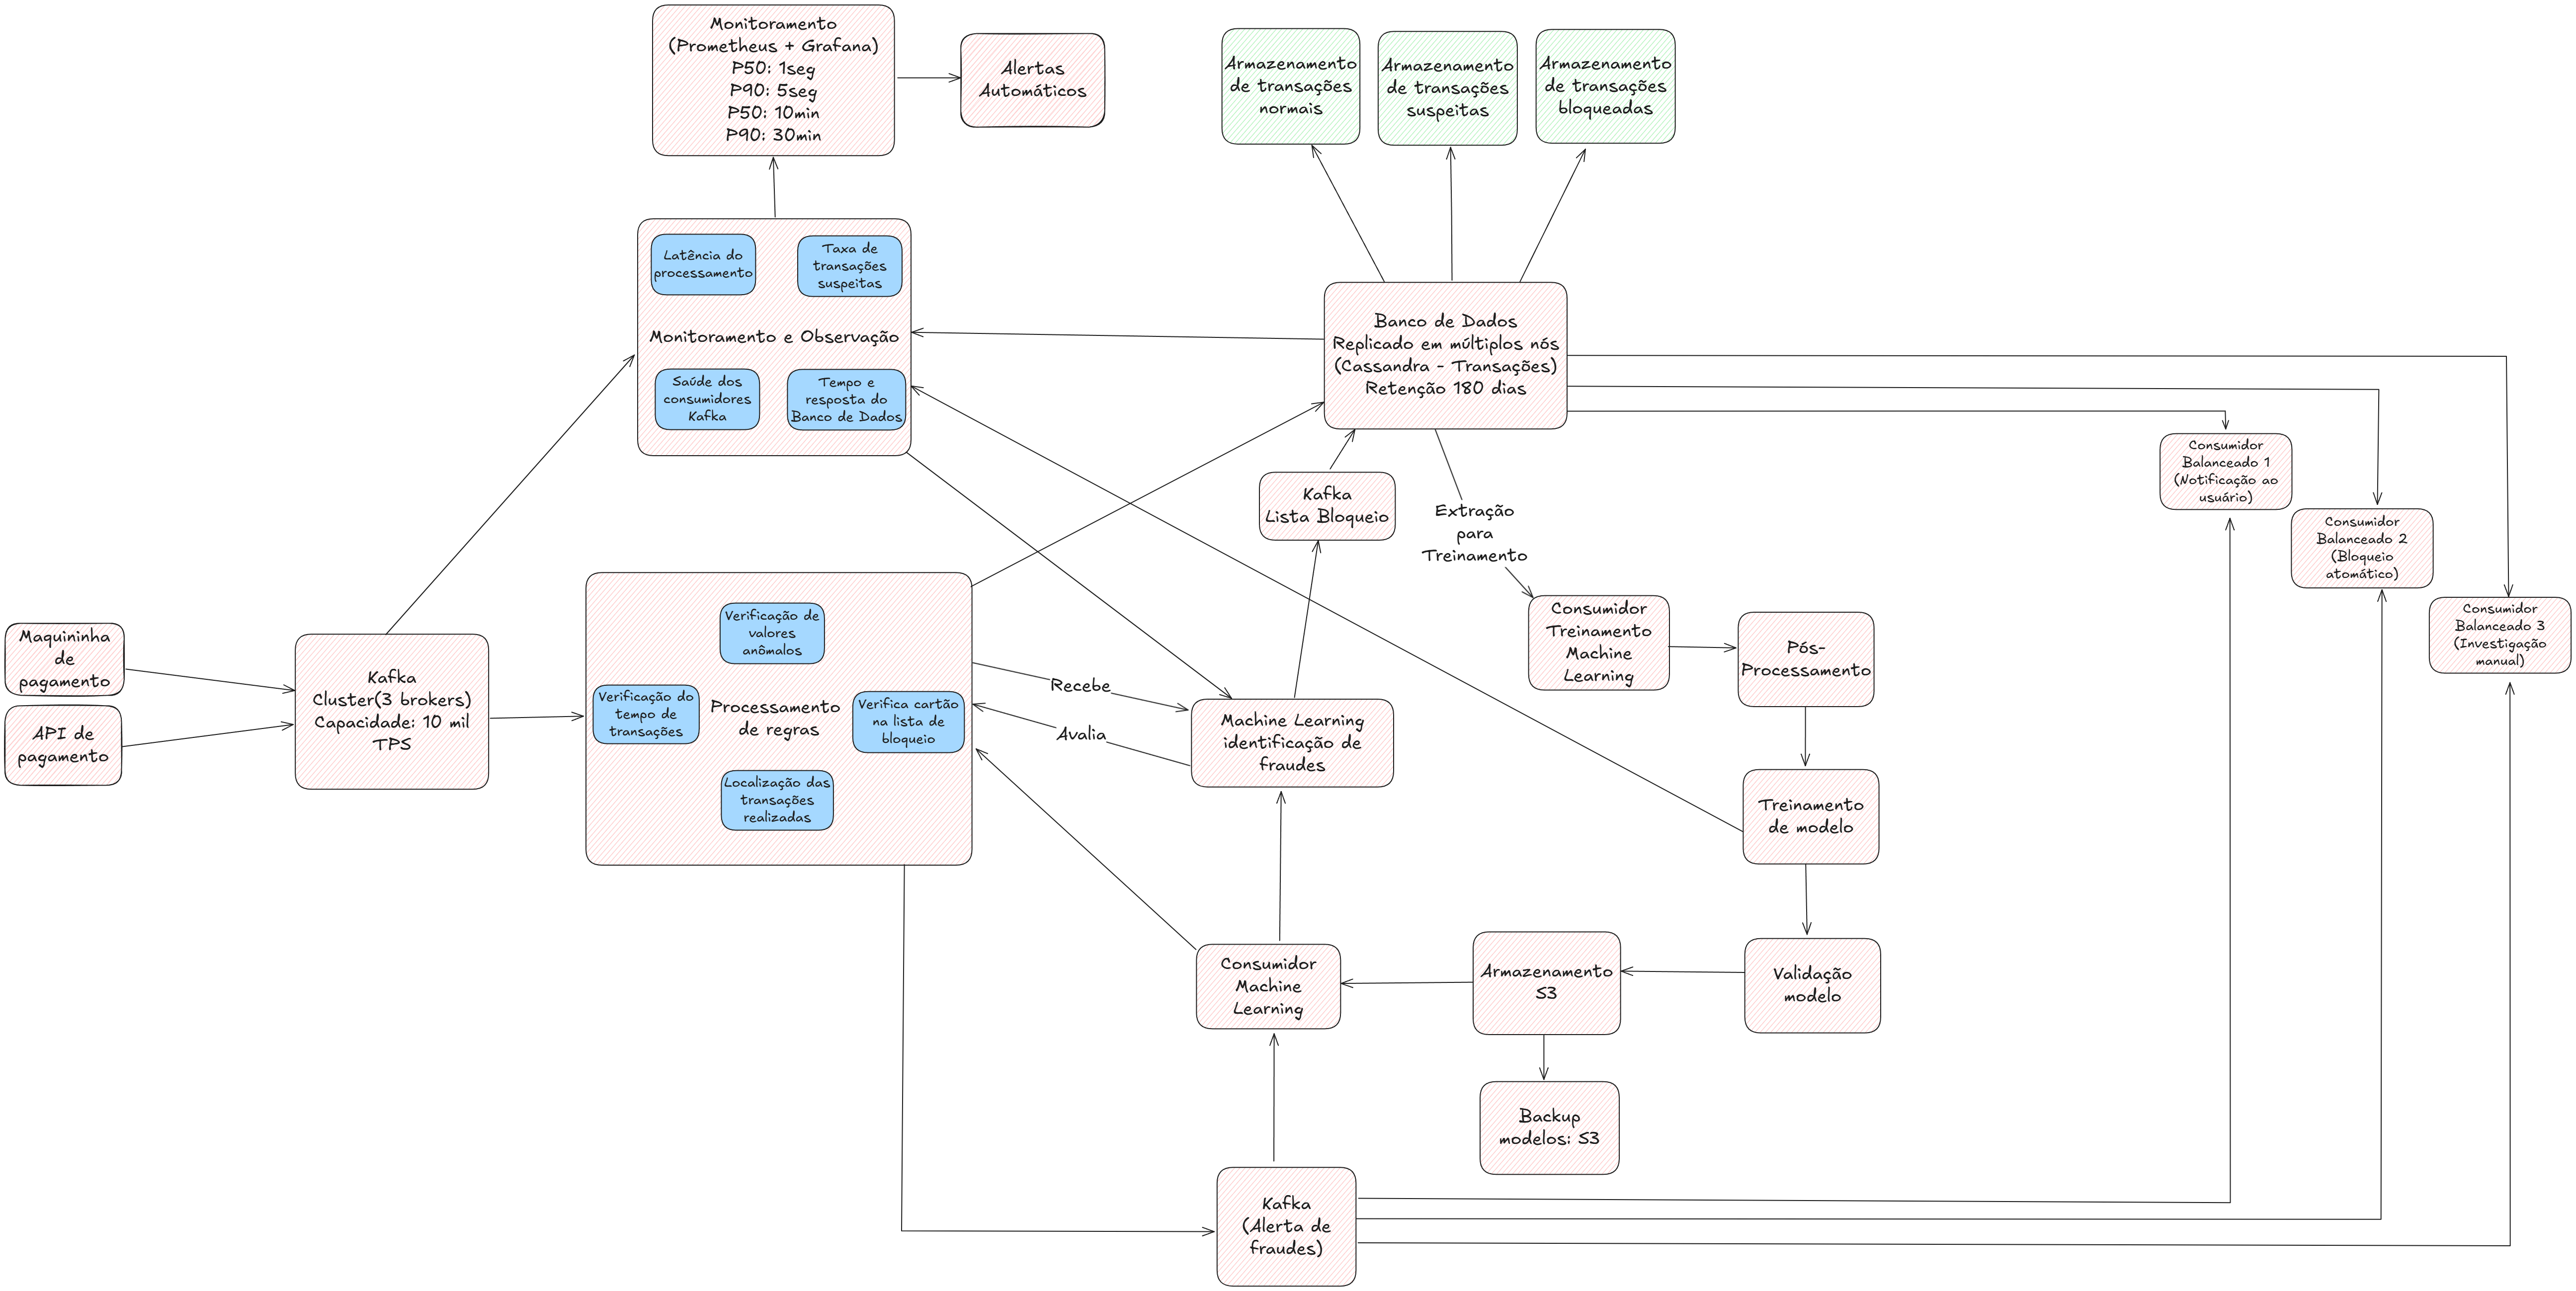 Monitoramento
(Prometheus + Grafana)
P50: 1seg
P90: 5seg
P50: 10min
P90: 30min
Alertas
Automáticos
Armazenamento
de transações
normais
Armazenamento
de transações
suspeitas
Armazenamento
de transações
bloqueadas
Latência do
processamento
Taxa de
transações
suspeitas
Monitoramento e Observação
Saúde dos
consumidores
Kafka
Tempo e
resposta do
Banco de Dados
Banco de Dados
Replicado em múltiplos nós
(Cassandra - Transações)
Retenção 180 dias
Consumidor
Balanceado 1
(Notificação ao
usuário)
Consumidor
Balanceado 2
(Bloqueio
atomático)
Consumidor
Balanceado 3
(Investigação
manual)
Kafka
Lista Bloqueio
Extração
para
Treinamento
Consumidor
Treinamento
Machine
Learning
Pós-
Processamento
Maquininha
de
pagamento
API de
pagamento
Kafka
Cluster(3 brokers)
Capacidade: 10 mil
TPS
Verificação de
valores
anômalos
Verificação do
tempo de
transações
Processamento
de regras
Verifica cartão
na lista de
bloqueio
Localização das
transações
realizadas
Recebe
Avalia
Machine Learning
identificação de
fraudes
Treinamento
de modelo
Consumidor
Machine
Learning
Armazenamento
S3
Validação
modelo
Backup
modelos: S3
Kafka
(Alerta de
fraudes)